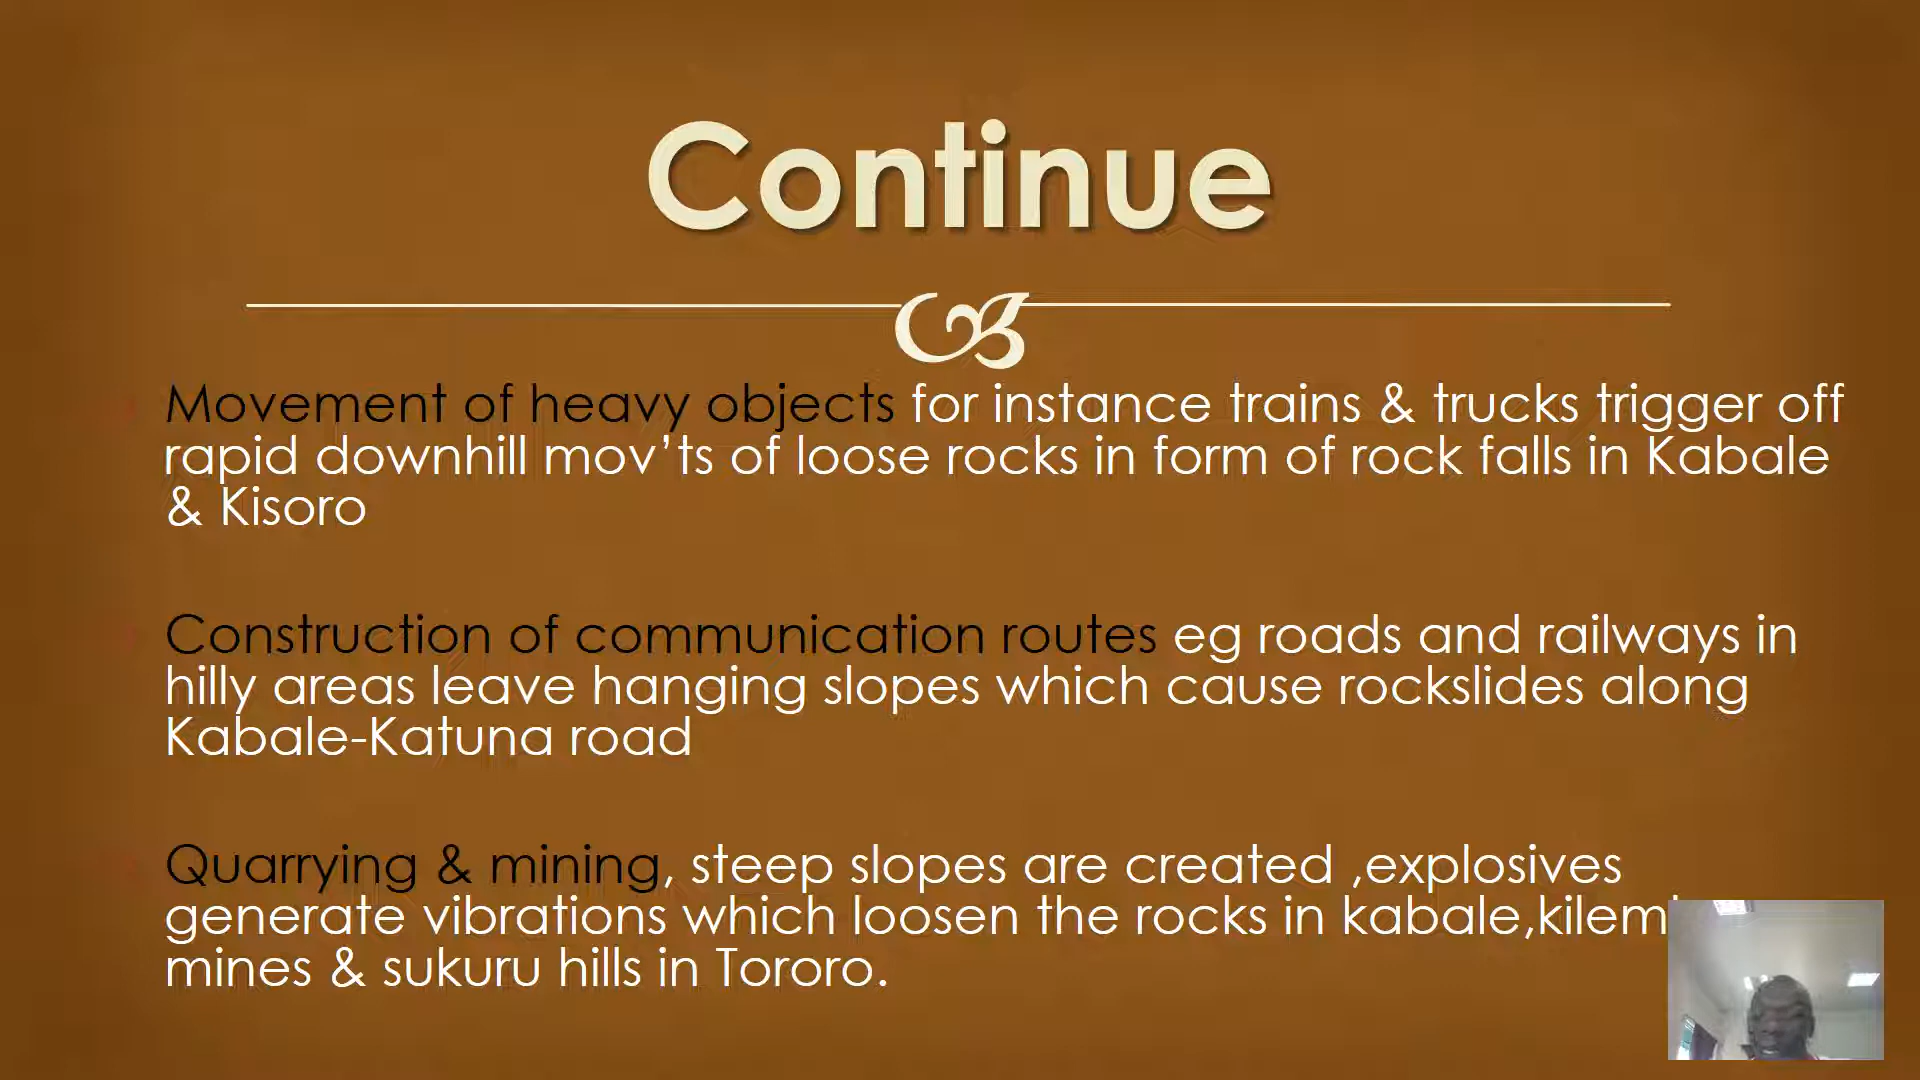 Continue
Movement of heavy objects for instance trains & trucks trigger off
rapid downhill mov’ts of loose rocks in form of rock falls in Kabale
& Kisoro
Construction of communication routes eg roads and railways in
hilly areas leave hanging slopes which cause rockslides along
Kabale-Katuna road
Quarrying & mining, steep slopes are created ,explosives
generate vibrations which loosen the rocks in kabale,
mines & sukuru hills in Tororo.